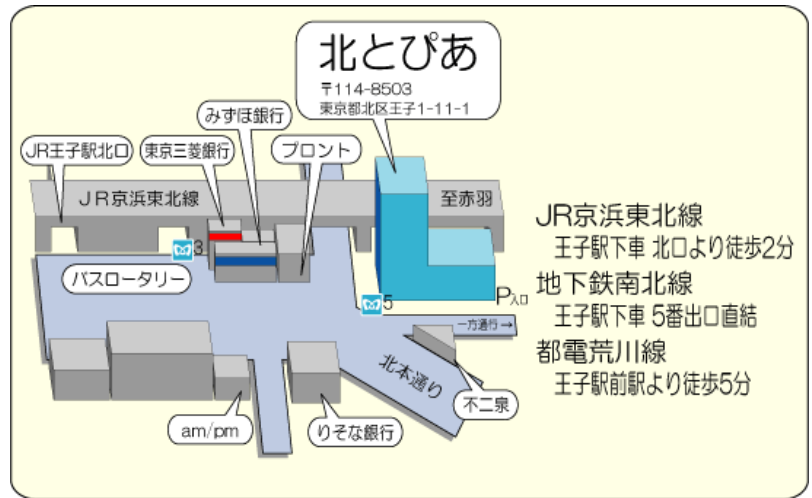 北とぴあ
〒114-8503
東京都北区王子1-11-1
みずほ銀行
JR王子駅北口
東京三菱銀行
プロント
JR京浜東北線
至赤羽
3
バスロータリー
5
P入口
一方通行→
北本通り
不二泉
am/pm
りそな銀行
JR京浜東北線
王子駅下車 北口より徒歩2分
地下鉄南北線
王子駅下車 5番出口直結
都電荒川線
王子駅前駅より徒歩5分